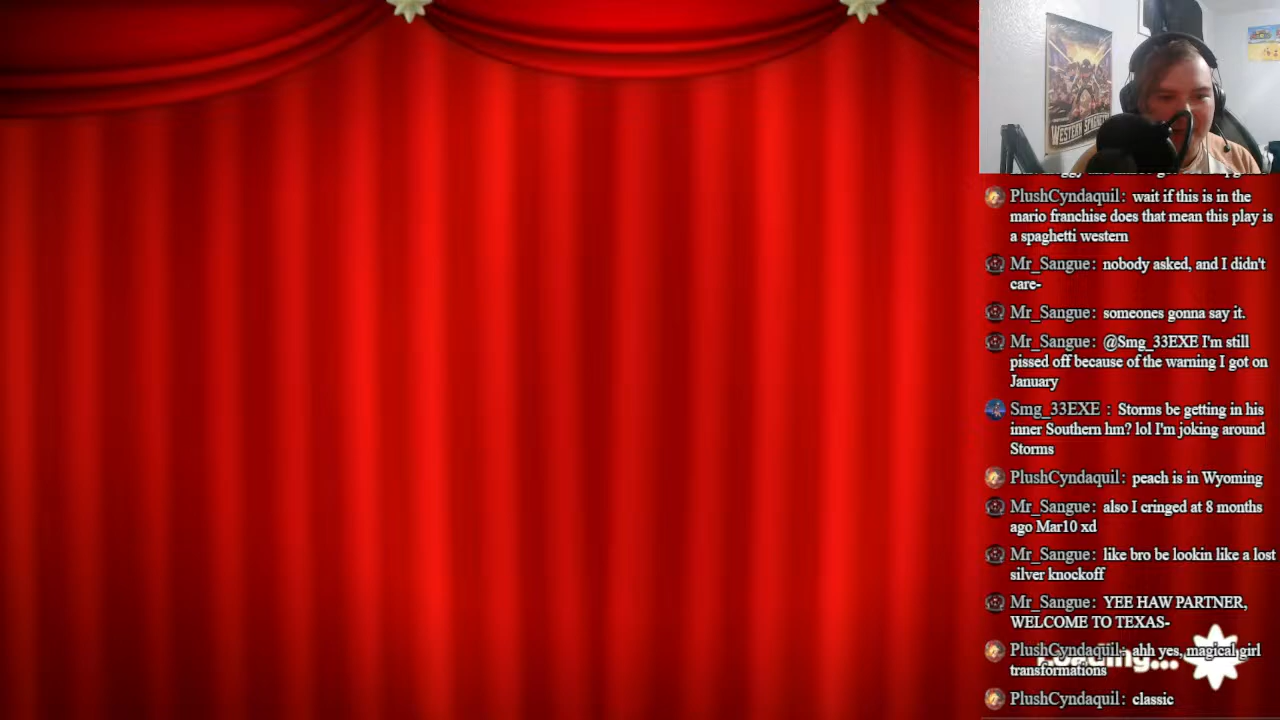 WESTERN SPAGHETTI
PlushCyndaquil: wait if this is in the
mario franchise does that mean this play is
a spaghetti western
Mr_Sangue: nobody asked, and I didn't
care-
Mr_Sangue: someones gonna say it.
Mr_Sangue: @Smg_33EXE I'm still
pissed off because of the warning I got on
January
Smg_33EXE : Storms be getting in his
inner Southern hm? lol I'm joking around
Storms
PlushCyndaquil: peach is in Wyoming
Mr_Sangue: also I cringed at 8 months
ago Mar10 xd
Mr_Sangue: like bro be lookin like a lost
silver knockoff
Mr_Sangue: YEE HAW PARTNER,
WELCOME TO TEXAS-
PlushCyndaquil: ahh yes, magical girl
transformations
Loading...
PlushCyndaquil: classic